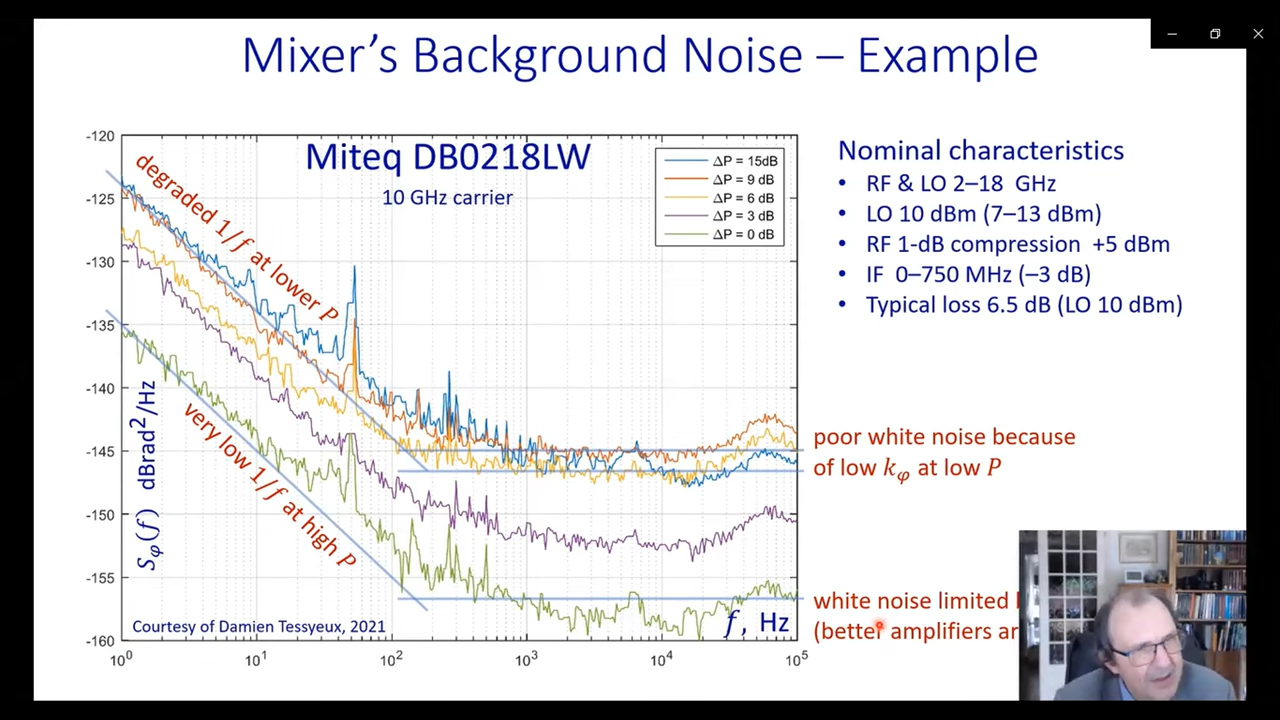 Mixer's Background Noise – Example
Miteq DB0218LW
10 GHz carrier
ΔP = 15dB
ΔP = 9 dB
ΔP = 6 dB
ΔP = 3 dB
ΔP = 0 dB
degraded 1/f at lower P
very low 1/f at high P
-120
-125
-130
-135
-140
-145
-150
-155
-160
Sφ(f) dBrad²/Hz
Courtesy of Damien Tessyeux, 2021
f, Hz
10⁰
10¹
10²
10³
10⁴
10⁵
Nominal characteristics
• RF & LO 2–18 GHz
• LO 10 dBm (7–13 dBm)
• RF 1-dB compression +5 dBm
• IF 0–750 MHz (–3 dB)
• Typical loss 6.5 dB (LO 10 dBm)
poor white noise because
of low kφ at low P
white noise limited
(better amplifiers